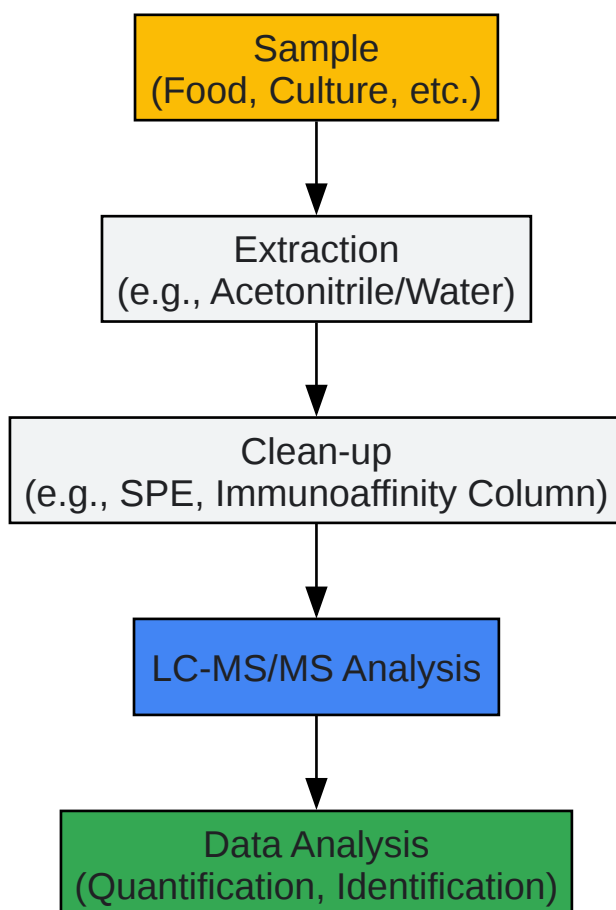 Sample
(Food, Culture, etc.)
Extraction
(e.g., Acetonitrile/Water)
Clean-up
(e.g., SPE, Immunoaffinity Column)
LC-MS/MS Analysis
Data Analysis
(Quantification, Identification)